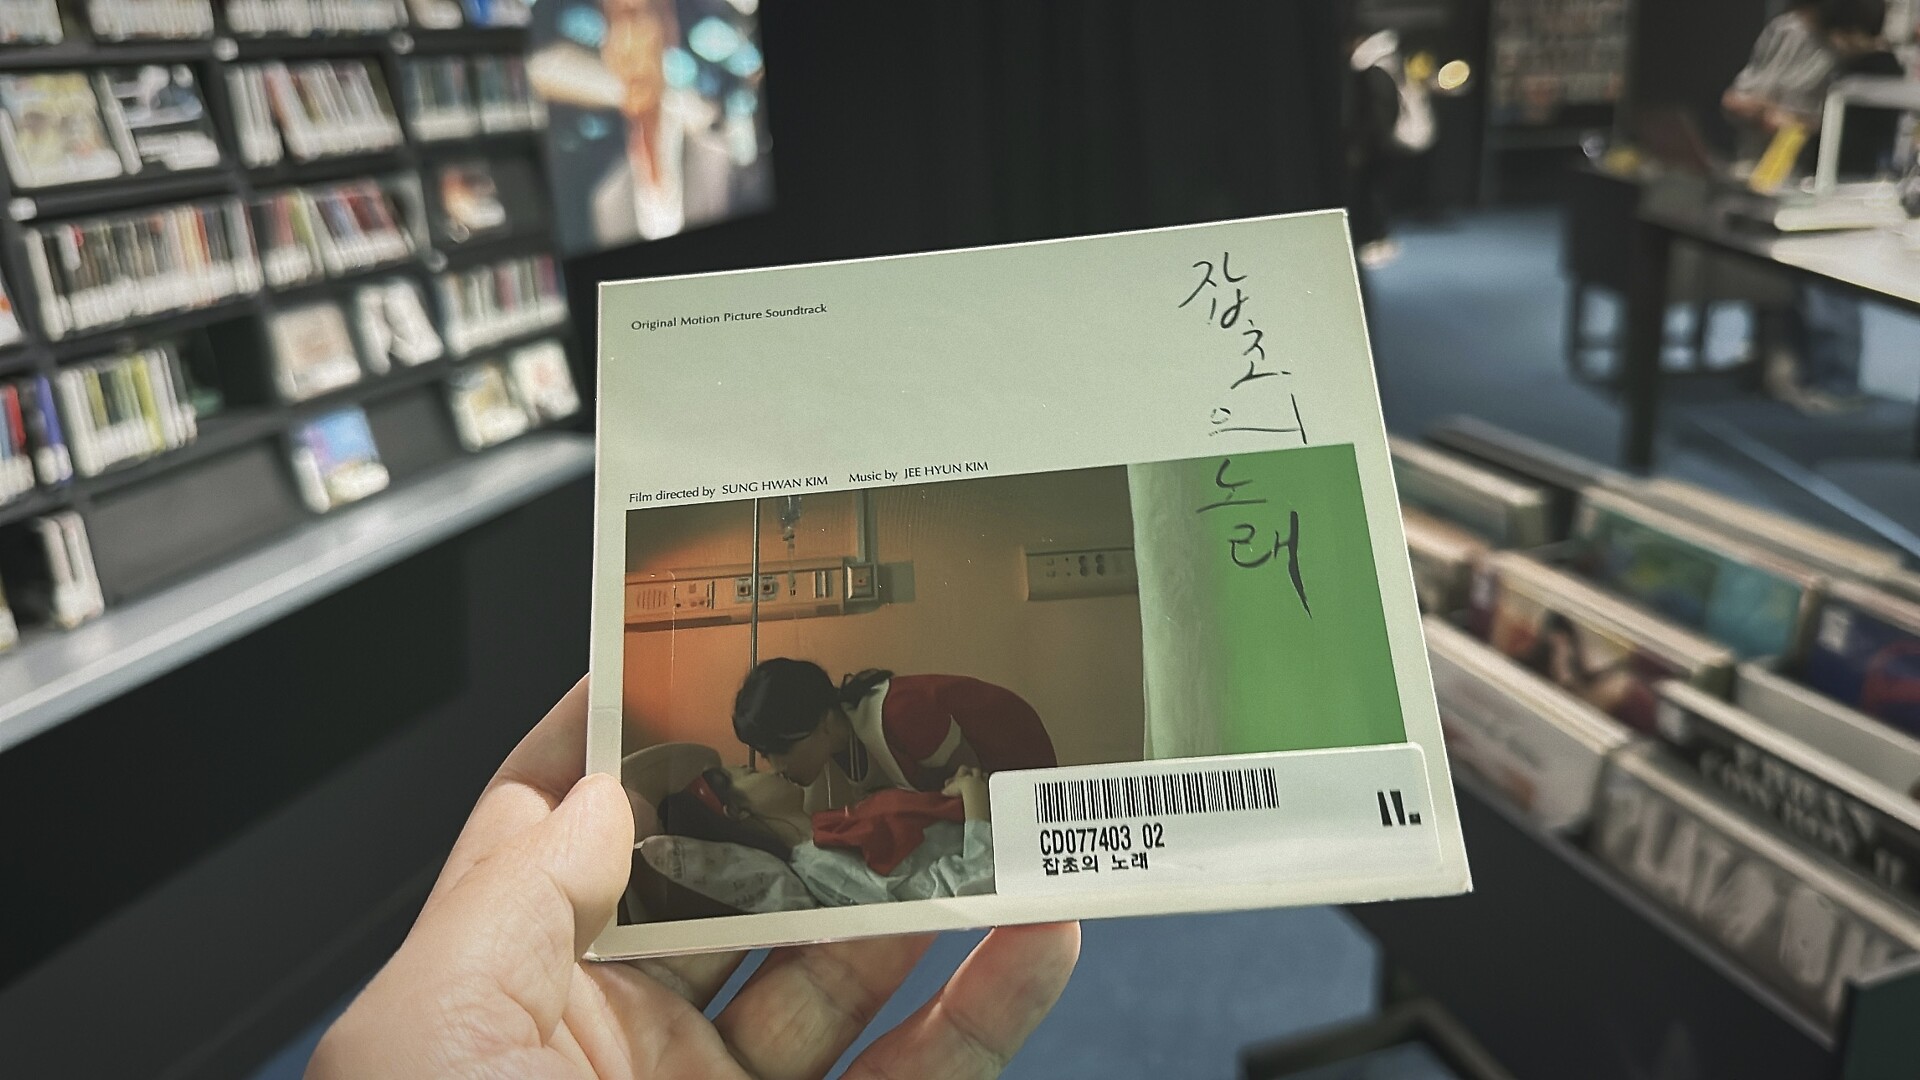 Original Motion Picture Soundtrack
잡초의 노래
Film directed by SUNG HWAN KIM Music by JEE HYUN KIM
CD077403 02
잡초의 노래